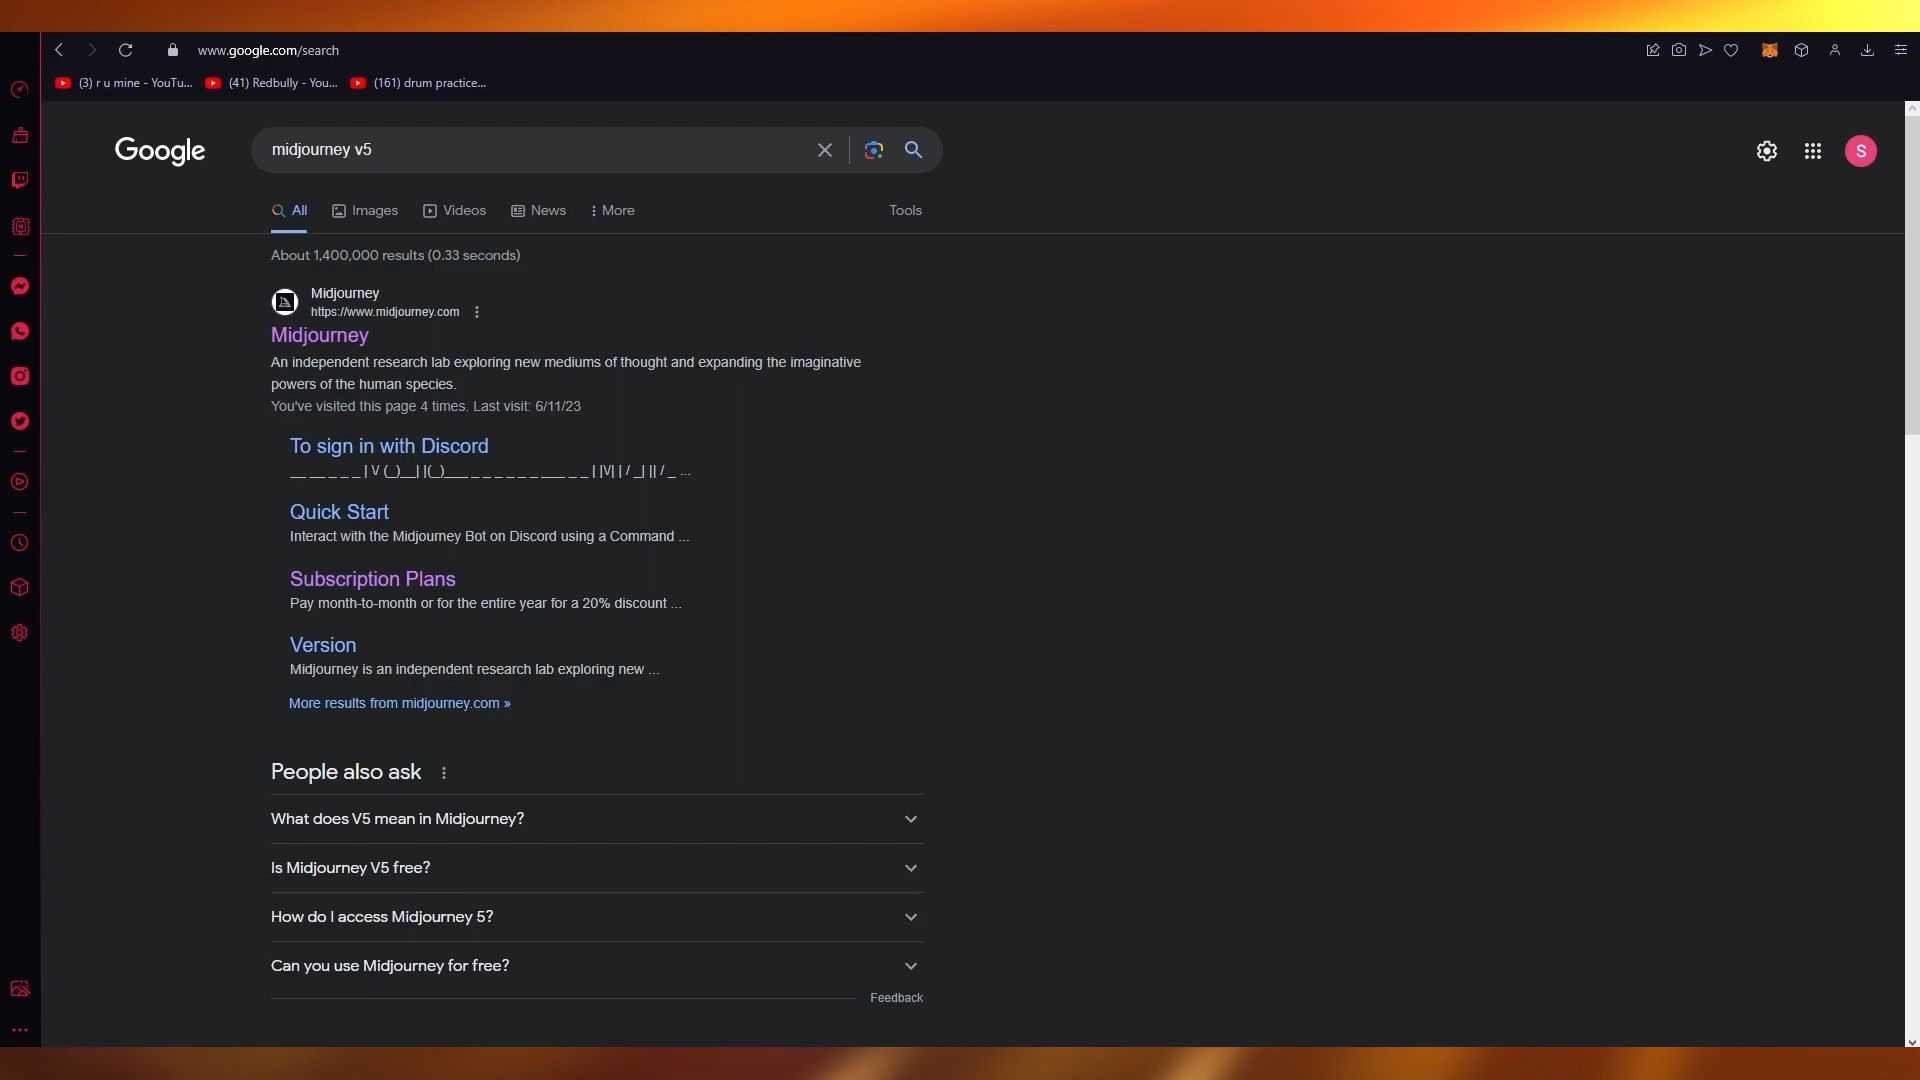 www.google.com/search
(3) r u mine - YouTu... (41) Redbully - You... (161) drum practice...
Google
midjourney v5
S
All Images Videos News More Tools
About 1,400,000 results (0.33 seconds)
Midjourney
https://www.midjourney.com
Midjourney
An independent research lab exploring new mediums of thought and expanding the imaginative
powers of the human species.
You've visited this page 4 times. Last visit: 6/11/23
To sign in with Discord
__ __ _ _ _ | \/ (_)__| |(_)___ _ _ _ _ _ _ ___ _ _ | |\/| | / _| || / _ ...
Quick Start
Interact with the Midjourney Bot on Discord using a Command ...
Subscription Plans
Pay month-to-month or for the entire year for a 20% discount ...
Version
Midjourney is an independent research lab exploring new ...
More results from midjourney.com »
People also ask
What does V5 mean in Midjourney?
Is Midjourney V5 free?
How do I access Midjourney 5?
Can you use Midjourney for free?
Feedback